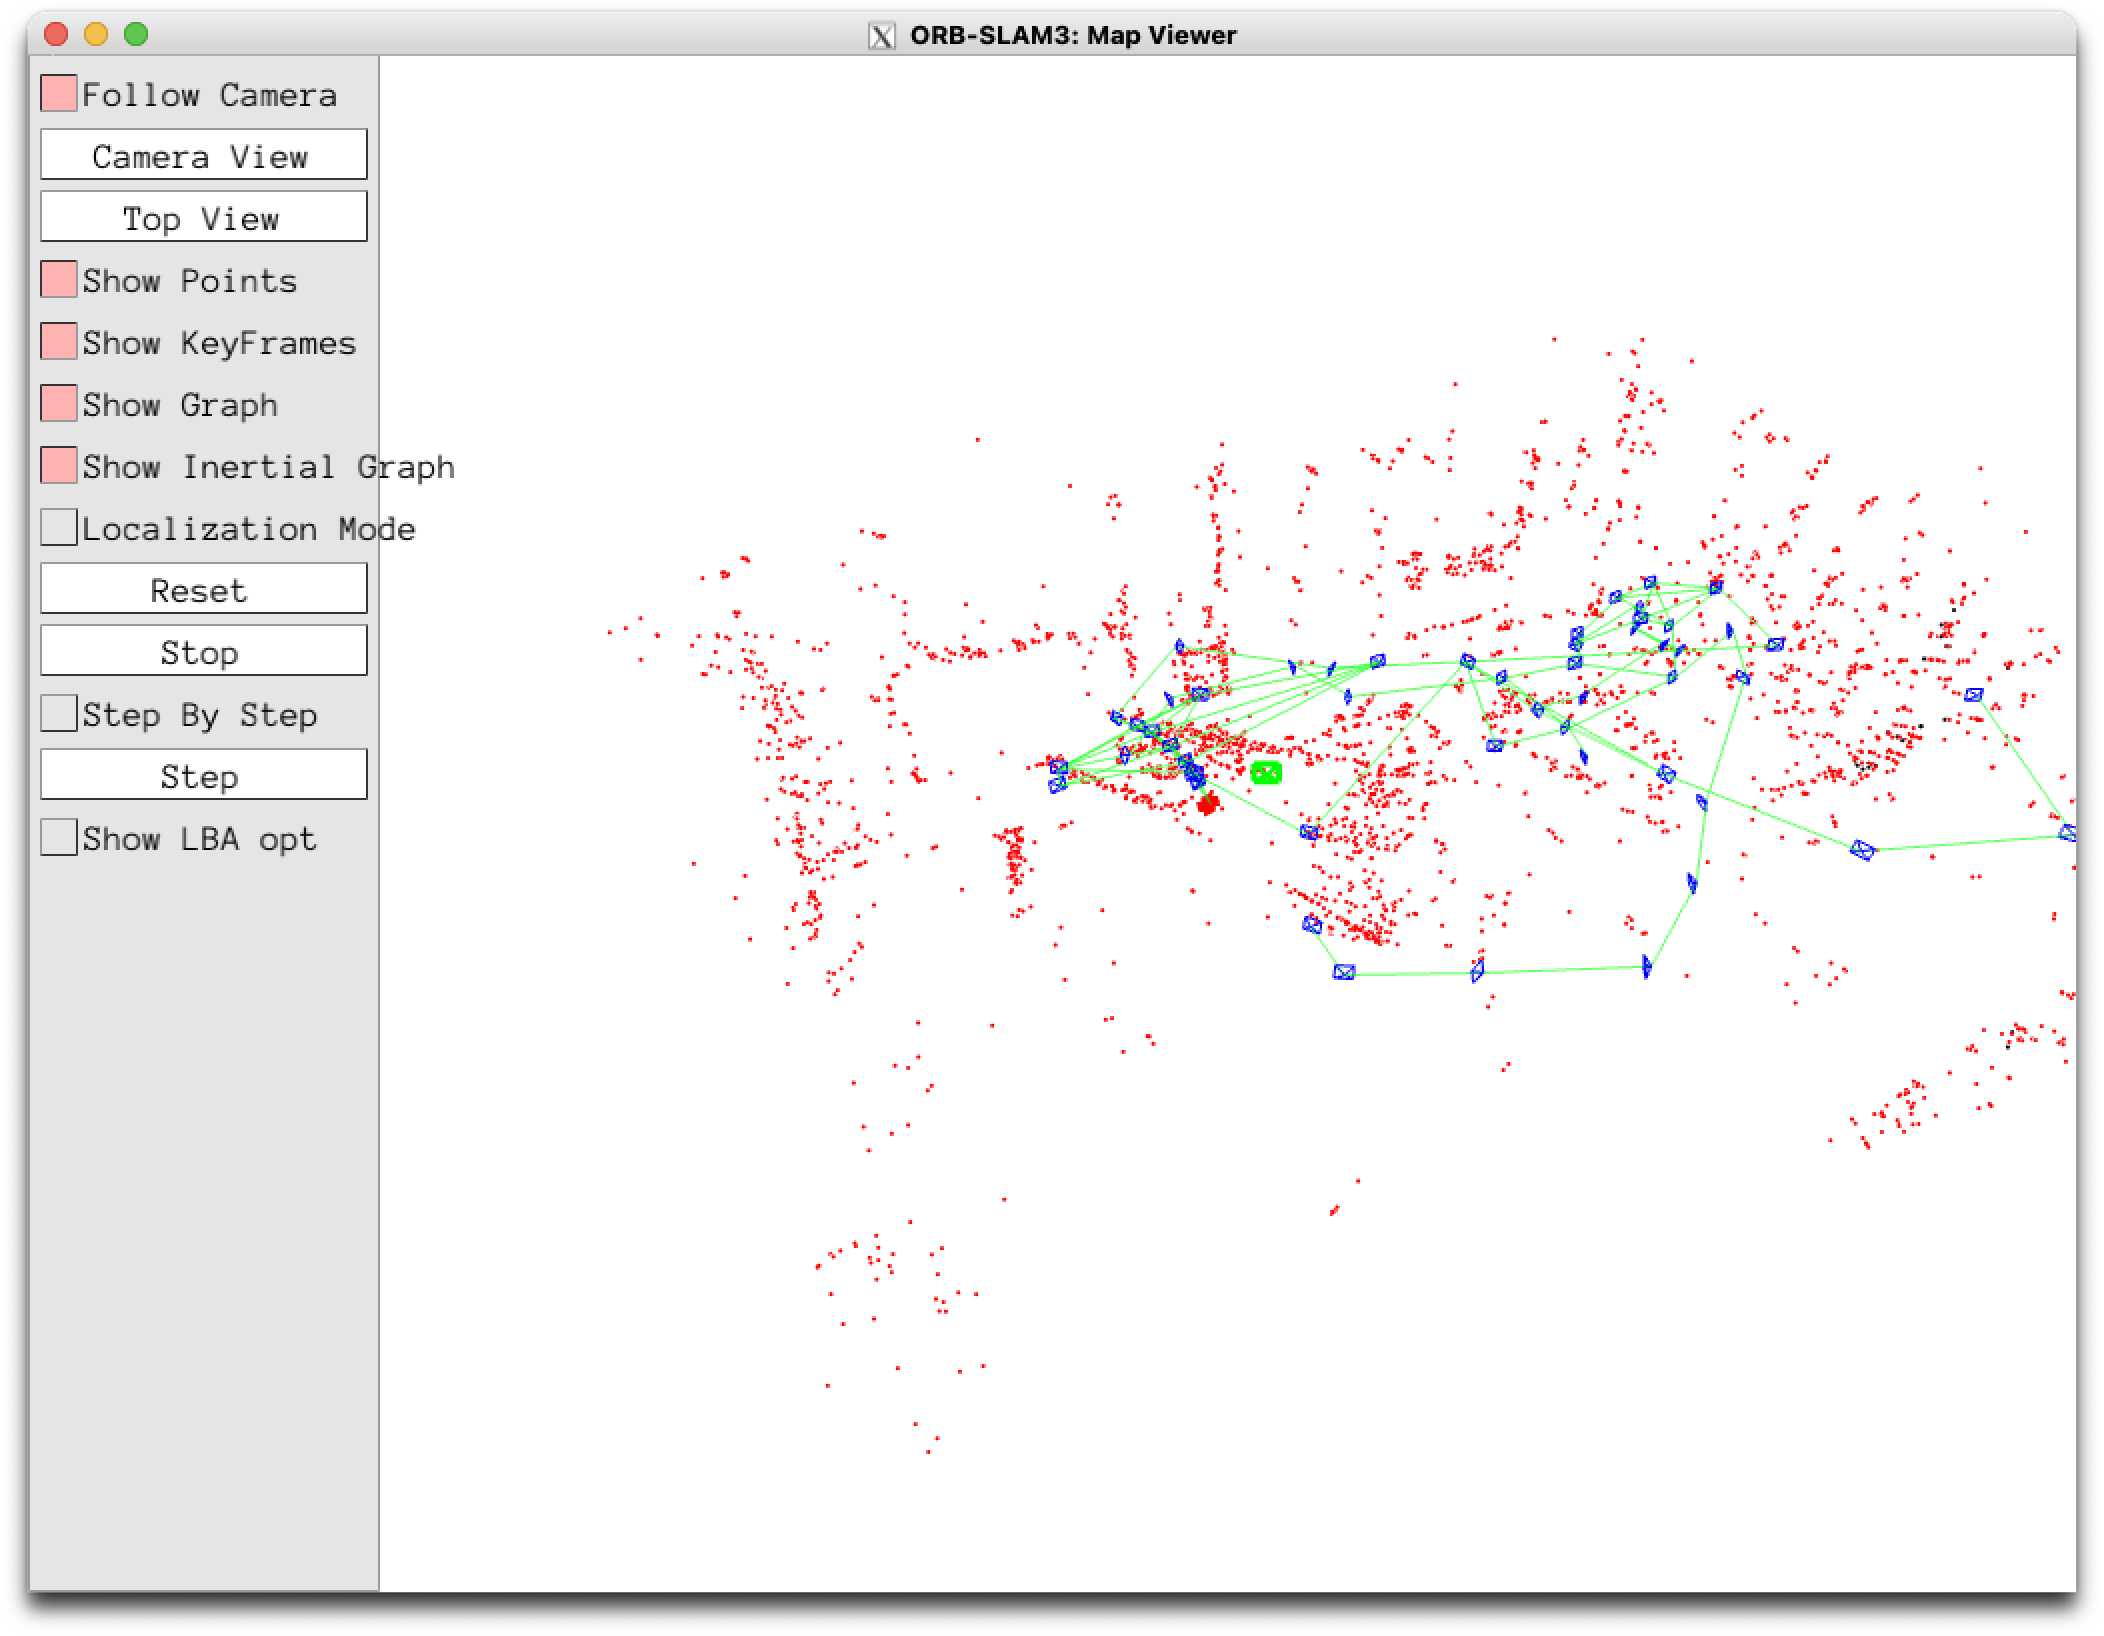 ORB-SLAM3: Map Viewer
Follow Camera
Camera View
Top View
Show Points
Show KeyFrames
Show Graph
Show Inertial Graph
Localization Mode
Reset
Stop
Step By Step
Step
Show LBA opt